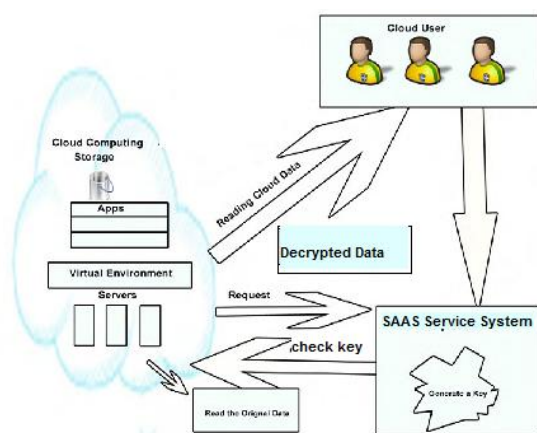 Cloud User
Cloud Computing
Storage
Apps
Reading Cloud Data
Decrypted Data
Virtual Environment
Servers
Request
SAAS Service System
check key
Generate a Key
Read the Orignel Data